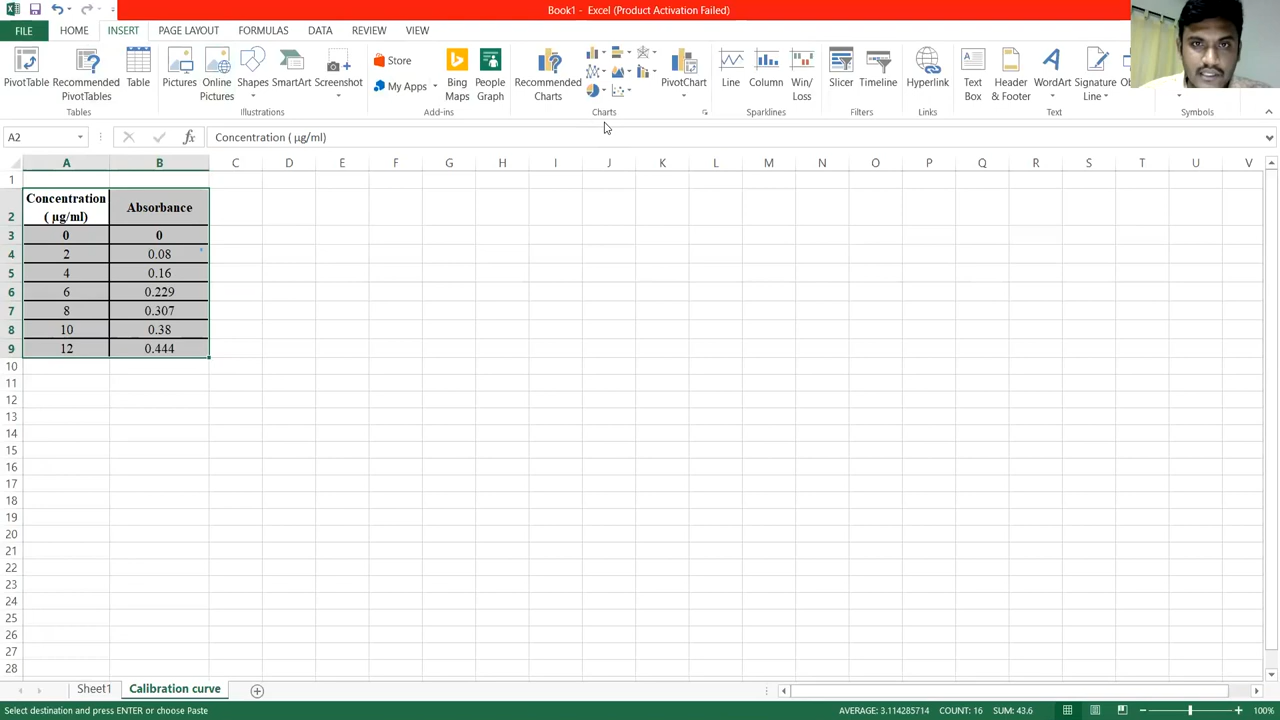 Book1 - Excel (Product Activation Failed)
FILE HOME INSERT PAGE LAYOUT FORMULAS DATA REVIEW VIEW
PivotTable
Recommended
PivotTables
Table
Tables
Pictures
Online
Pictures
Shapes
SmartArt
Screenshot
Illustrations
Store
My Apps
Bing
Maps
People
Graph
Add-ins
Recommended
Charts
PivotChart
Charts
Line
Column
Win/
Loss
Sparklines
Slicer
Timeline
Filters
Hyperlink
Links
Text
Box
Header
& Footer
WordArt
Signature
Line
Text
Symbols
A2
fx
Concentration ( µg/ml)
A B C D E F G H I J K L M N O P Q R S T U V
1
2 Concentration
( µg/ml) Absorbance
3 0 0
4 2 0.08
5 4 0.16
6 6 0.229
7 8 0.307
8 10 0.38
9 12 0.444
10
11
12
13
14
15
16
17
18
19
20
21
22
23
24
25
26
27
28
Sheet1 Calibration curve
Select destination and press ENTER or choose Paste
AVERAGE: 3.114285714 COUNT: 16 SUM: 43.6
100%